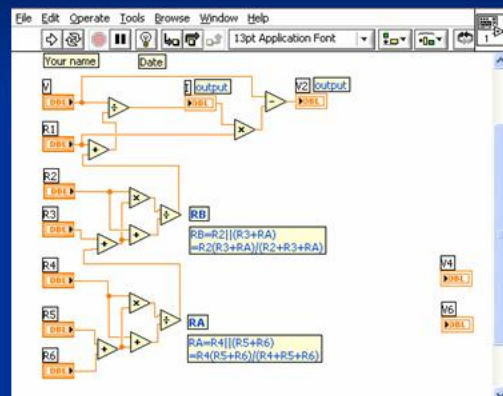 File Edit Operate Tools Browse Window Help
13pt Application Font
1
Your name Date
V
DBL
I output
DBL
V2 output
DBL
R1
DBL
R2
DBL
R3
DBL
RB
RB=R2||(R3+RA)
=R2(R3+RA)/(R2+R3+RA)
R4
DBL
V4
DBL
R5
DBL
RA
V6
DBL
R6
DBL
RA=R4||(R5+R6)
=R4(R5+R6)/(R4+R5+R6)